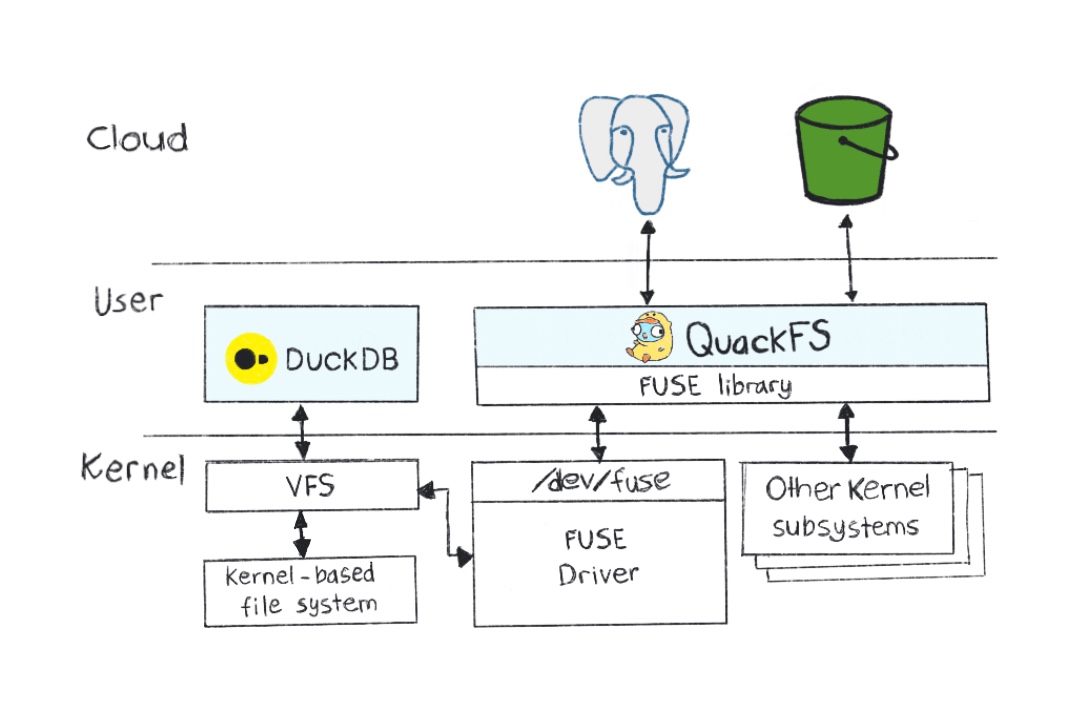 Cloud
User
DuckDB
QuackFS
FUSE library
Kernel
VFS
/dev/fuse
Other Kernel
subsystems
FUSE
Driver
Kernel-based
file system